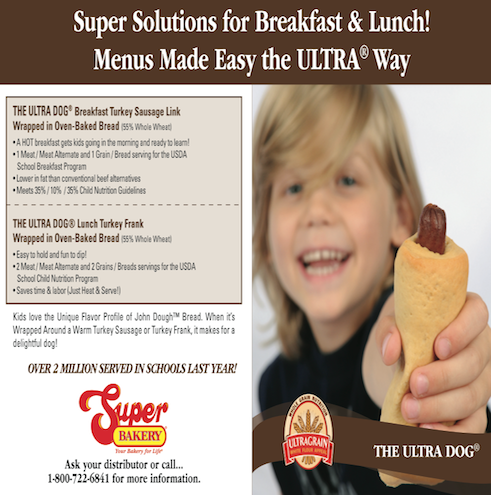 Super Solutions for Breakfast & Lunch!
Menus Made Easy the ULTRA® Way
THE ULTRA DOG® Breakfast Turkey Sausage Link
Wrapped in Oven-Baked Bread (55% Whole Wheat)
• A HOT breakfast gets kids going in the morning and ready to learn!
• 1 Meat / Meat Alternate and 1 Grain / Bread serving for the USDA
School Breakfast Program
• Lower in fat than conventional beef alternatives
• Meets 35% / 10% / 35% Child Nutrition Guidelines
THE ULTRA DOG® Lunch Turkey Frank
Wrapped in Oven-Baked Bread (55% Whole Wheat)
• Easy to hold and fun to dip!
• 2 Meat / Meat Alternate and 2 Grains / Breads servings for the USDA
School Child Nutrition Program
• Saves time & labor (Just Heat & Serve!)
Kids love the Unique Flavor Profile of John Dough™ Bread. When it's
Wrapped Around a Warm Turkey Sausage or Turkey Frank, it makes for a
delightful dog!
OVER 2 MILLION SERVED IN SCHOOLS LAST YEAR!
Super
BAKERY
Your Bakery for Life®
Ask your distributor or call...
1-800-722-6841 for more information.
WHOLE GRAIN NUTRITION
ULTRAGRAIN
WHITE FLOUR APPEAL
THE ULTRA DOG®